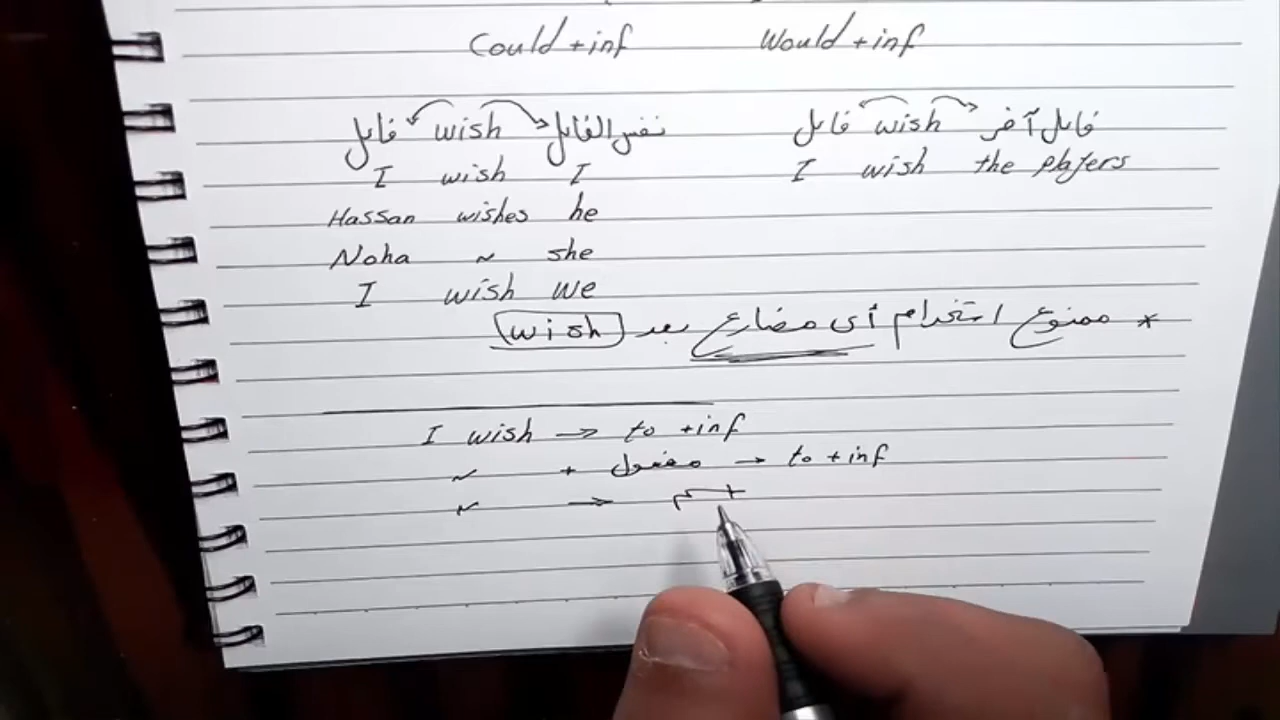 Could + inf Would + inf
فاعل wish نفس الفاعل فاعل wish فاعل آخر
I wish I I wish the players
Hassan wishes he
Noha ~ she
I wish we
* ممنوع استخدام أى مضارع بعد (wish)
I wish → to + inf
~ + مفعول → to + inf
~ → +